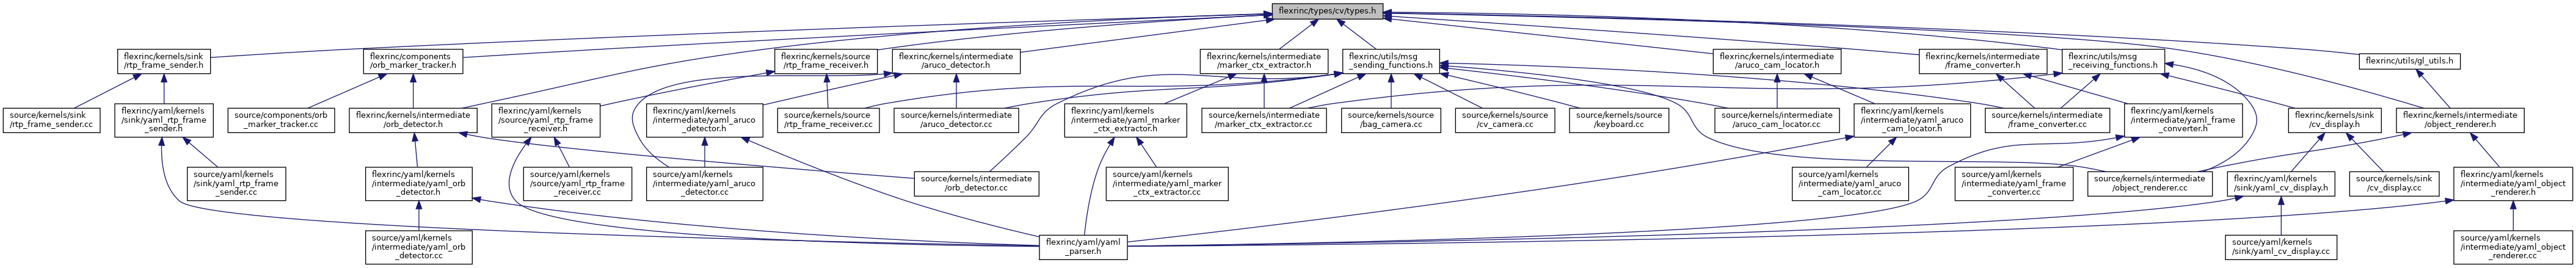 flexrinc/types/cv/types.h
flexrinc/kernels/sink
/rtp_frame_sender.h
flexrinc/components
/orb_marker_tracker.h
flexrinc/kernels/source
/rtp_frame_receiver.h
flexrinc/kernels/intermediate
/aruco_detector.h
flexrinc/kernels/intermediate
/marker_ctx_extractor.h
flexrinc/utils/msg
_sending_functions.h
flexrinc/kernels/intermediate
/aruco_cam_locator.h
flexrinc/kernels/intermediate
/frame_converter.h
flexrinc/utils/msg
_receiving_functions.h
flexrinc/utils/gl_utils.h
source/kernels/sink
/rtp_frame_sender.cc
flexrinc/yaml/kernels
/sink/yaml_rtp_frame
_sender.h
source/components/orb
_marker_tracker.cc
flexrinc/kernels/intermediate
/orb_detector.h
flexrinc/yaml/kernels
/source/yaml_rtp_frame
_receiver.h
flexrinc/yaml/kernels
/intermediate/yaml_aruco
_detector.h
source/kernels/source
/rtp_frame_receiver.cc
source/kernels/intermediate
/aruco_detector.cc
flexrinc/yaml/kernels
/intermediate/yaml_marker
_ctx_extractor.h
source/kernels/intermediate
/marker_ctx_extractor.cc
source/kernels/source
/bag_camera.cc
source/kernels/source
/cv_camera.cc
source/kernels/source
/keyboard.cc
source/kernels/intermediate
/aruco_cam_locator.cc
flexrinc/yaml/kernels
/intermediate/yaml_aruco
_cam_locator.h
source/kernels/intermediate
/frame_converter.cc
flexrinc/yaml/kernels
/intermediate/yaml_frame
_converter.h
flexrinc/kernels/sink
/cv_display.h
flexrinc/kernels/intermediate
/object_renderer.h
source/yaml/kernels
/sink/yaml_rtp_frame
_sender.cc
flexrinc/yaml/kernels
/intermediate/yaml_orb
_detector.h
source/yaml/kernels
/source/yaml_rtp_frame
_receiver.cc
source/yaml/kernels
/intermediate/yaml_aruco
_detector.cc
source/kernels/intermediate
/orb_detector.cc
source/yaml/kernels
/intermediate/yaml_marker
_ctx_extractor.cc
source/yaml/kernels
/intermediate/yaml_aruco
_cam_locator.cc
source/yaml/kernels
/intermediate/yaml_frame
_converter.cc
source/kernels/intermediate
/object_renderer.cc
flexrinc/yaml/kernels
/sink/yaml_cv_display.h
source/kernels/sink
/cv_display.cc
flexrinc/yaml/kernels
/intermediate/yaml_object
_renderer.h
source/yaml/kernels
/intermediate/yaml_orb
_detector.cc
flexrinc/yaml/yaml
_parser.h
source/yaml/kernels
/sink/yaml_cv_display.cc
source/yaml/kernels
/intermediate/yaml_object
_renderer.cc